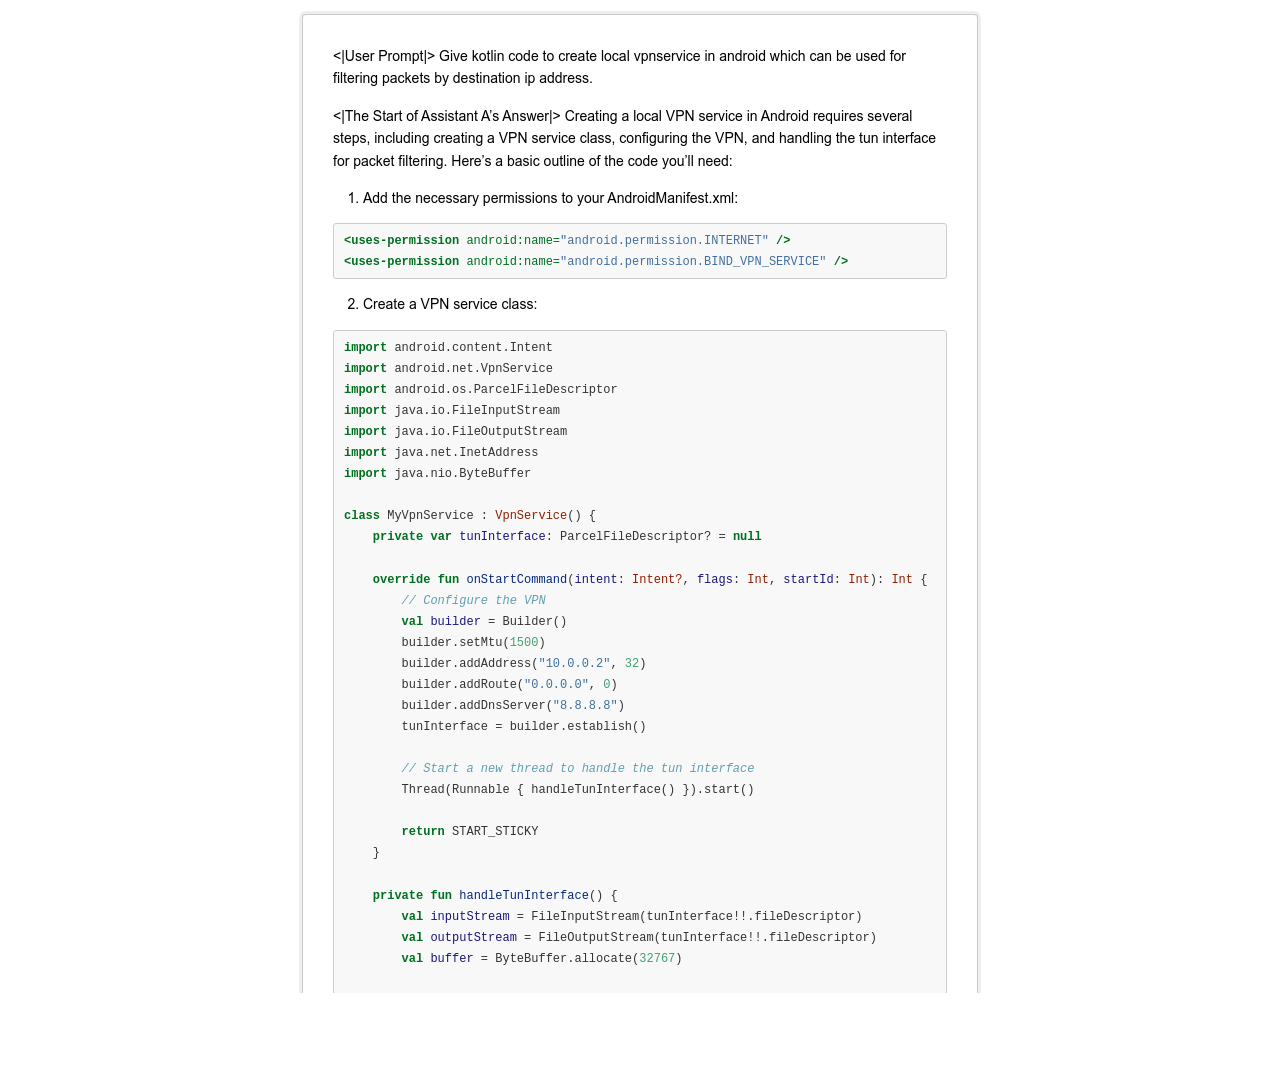 <|User Prompt|> Give kotlin code to create local vpnservice in android which can be used for
filtering packets by destination ip address.
<|The Start of Assistant A’s Answer|> Creating a local VPN service in Android requires several
steps, including creating a VPN service class, configuring the VPN, and handling the tun interface
for packet filtering. Here’s a basic outline of the code you’ll need:
1. Add the necessary permissions to your AndroidManifest.xml:
<uses-permission android:name="android.permission.INTERNET" />
<uses-permission android:name="android.permission.BIND_VPN_SERVICE" />
2. Create a VPN service class:
import android.content.Intent
import android.net.VpnService
import android.os.ParcelFileDescriptor
import java.io.FileInputStream
import java.io.FileOutputStream
import java.net.InetAddress
import java.nio.ByteBuffer
class MyVpnService : VpnService() {
    private var tunInterface: ParcelFileDescriptor? = null
    override fun onStartCommand(intent: Intent?, flags: Int, startId: Int): Int {
        // Configure the VPN
        val builder = Builder()
        builder.setMtu(1500)
        builder.addAddress("10.0.0.2", 32)
        builder.addRoute("0.0.0.0", 0)
        builder.addDnsServer("8.8.8.8")
        tunInterface = builder.establish()
        // Start a new thread to handle the tun interface
        Thread(Runnable { handleTunInterface() }).start()
        return START_STICKY
    }
    private fun handleTunInterface() {
        val inputStream = FileInputStream(tunInterface!!.fileDescriptor)
        val outputStream = FileOutputStream(tunInterface!!.fileDescriptor)
        val buffer = ByteBuffer.allocate(32767)